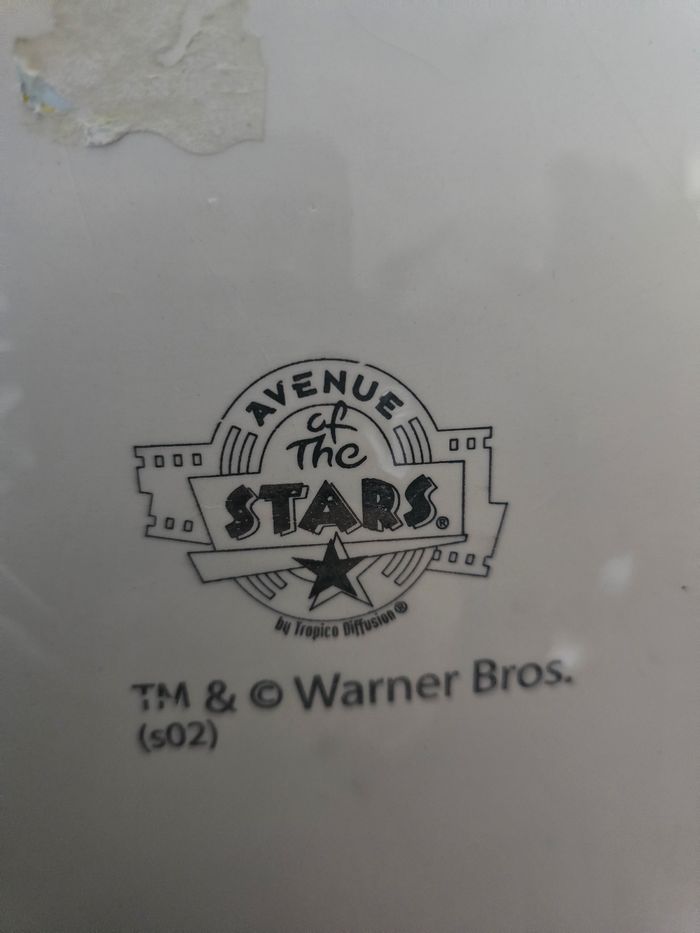 AVENUE
of
The
STARS®
by Tropico Diffusion®
TM & © Warner Bros.
(s02)